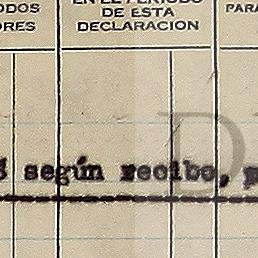 ODOS
ORES
EN EL PERIODO
DE ESTA
DECLARACION
PARA
según recibo, p